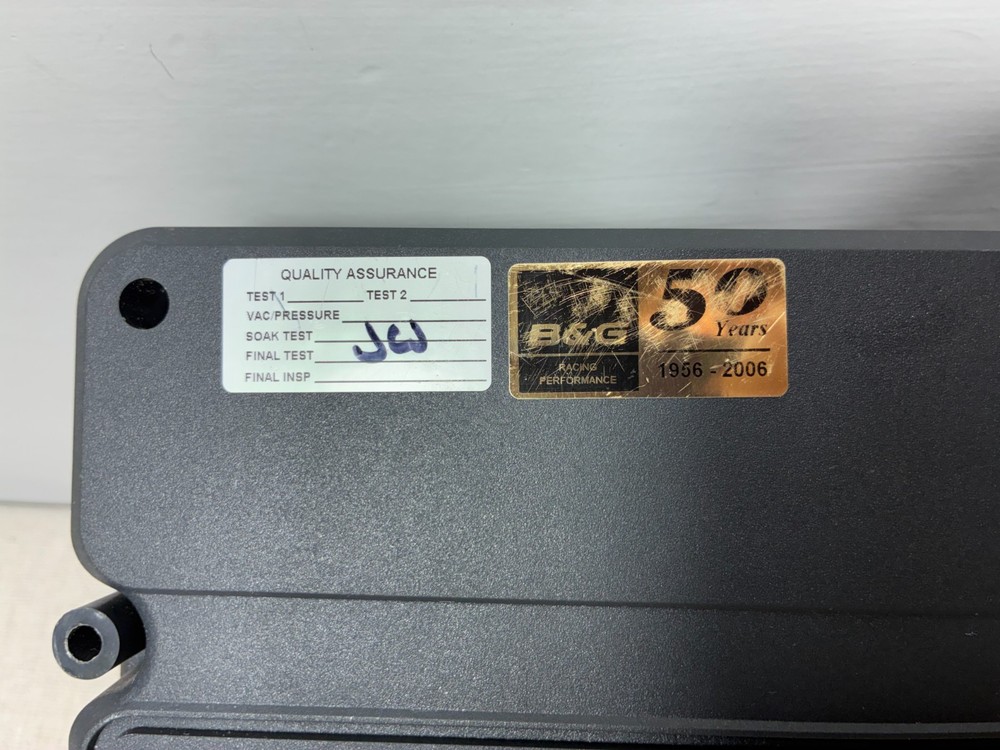 QUALITY ASSURANCE
TEST 1 TEST 2
VAC/PRESSURE
SOAK TEST
FINAL TEST
FINAL INSP
JW
B&G
RACING
PERFORMANCE
50
Years
1956 - 2006